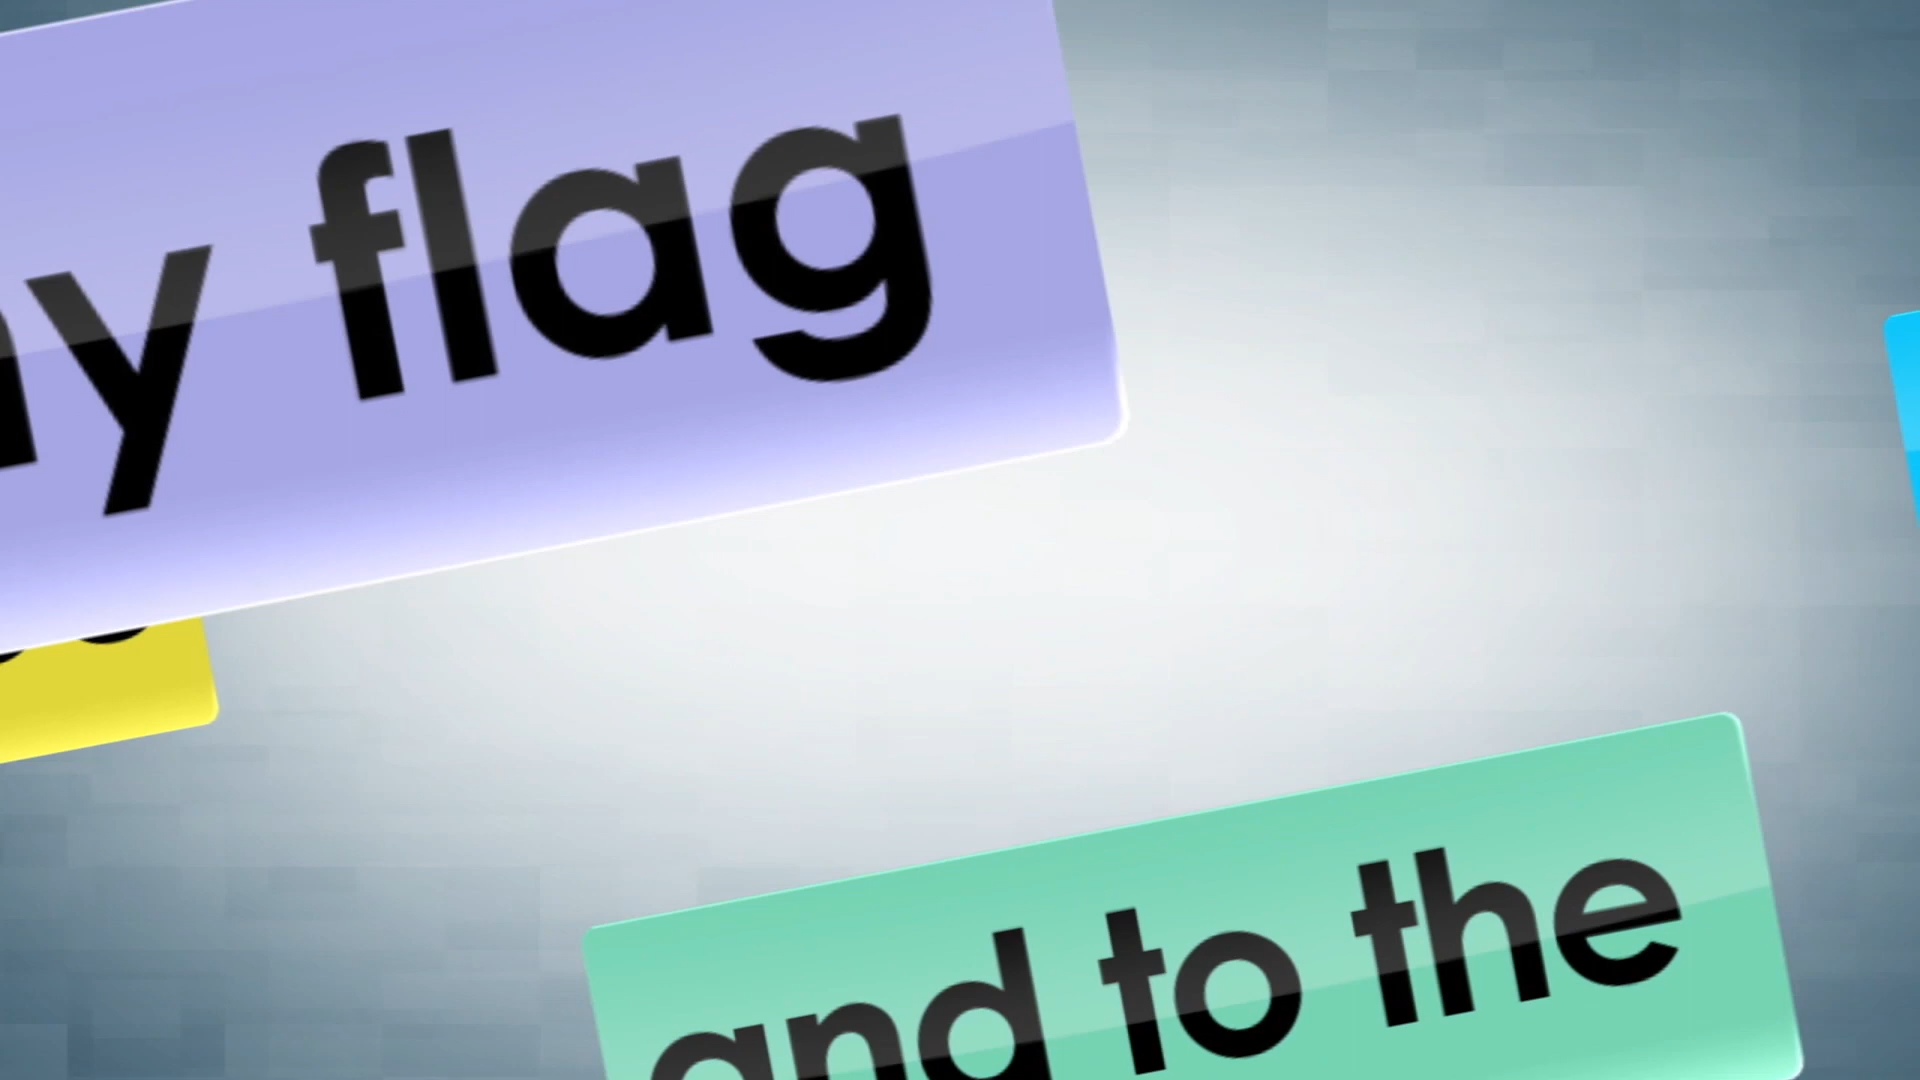 flag
and to the